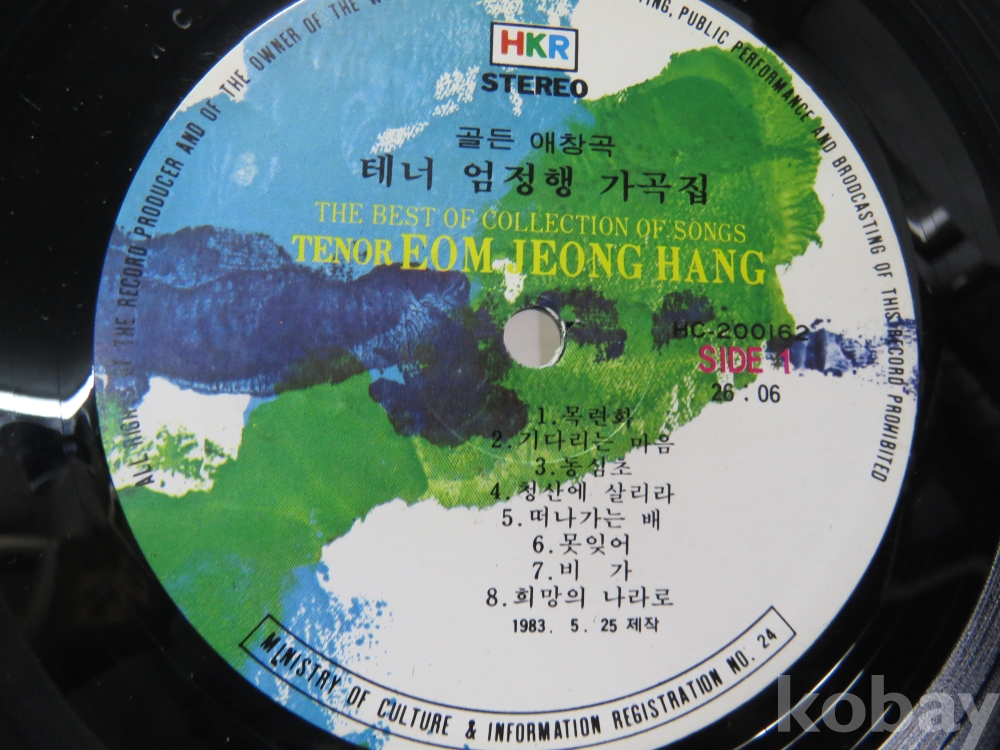 HKR
STEREO
골든 애창곡
테너 엄정행 가곡집
THE BEST OF COLLECTION OF SONGS
TENOR EOM JEONG HANG
HC-200162
SIDE 1
26.06
1.목련화
2.기다리는 마음
3.동심초
4.청산에 살리라
5.떠나가는 배
6.못잊어
7.비 가
8.희망의 나라로
1983. 5. 25 제작
MINISTRY OF CULTURE & INFORMATION REGISTRATION NO. 24
ALL RIGHTS OF THE RECORD PRODUCER AND OF THE OWNER OF THE
PUBLIC PERFORMANCE AND BRODCASTING OF THIS RECORD PROHIBITED
kobay